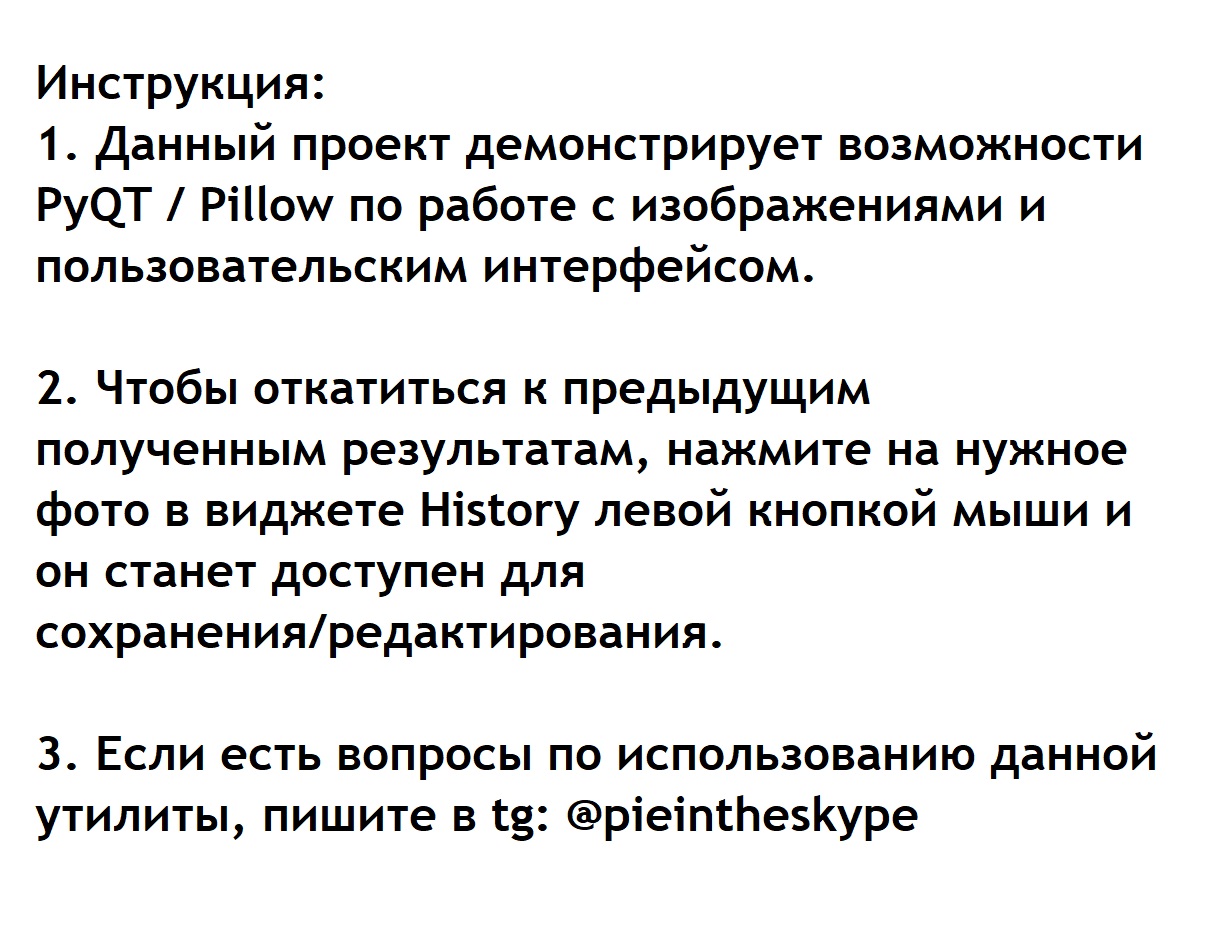 Инструкция:
1. Данный проект демонстрирует возможности
PyQT / Pillow по работе с изображениями и
пользовательским интерфейсом.
2. Чтобы откатиться к предыдущим
полученным результатам, нажмите на нужное
фото в виджете History левой кнопкой мыши и
он станет доступен для
сохранения/редактирования.
3. Если есть вопросы по использованию данной
утилиты, пишите в tg: @pieintheskype